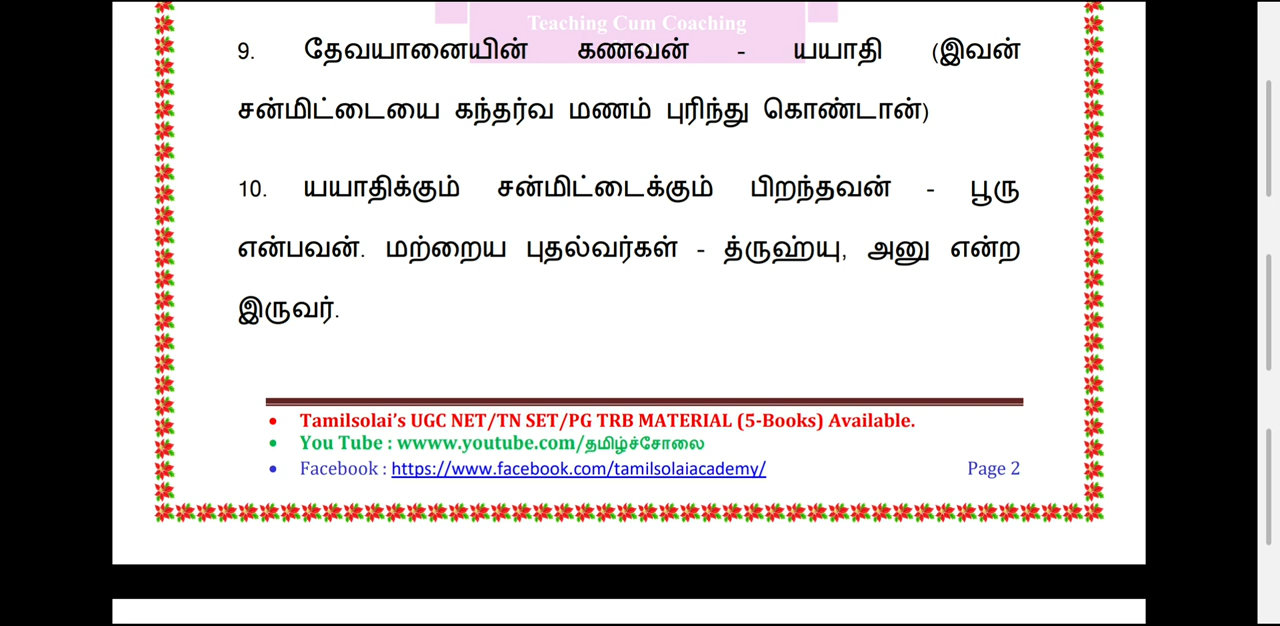 Teaching Cum Coaching
9. தேவயானையின் கணவன் - யயாதி (இவன்
சன்மிட்டையை கந்தர்வ மணம் புரிந்து கொண்டான்)
10. யயாதிக்கும் சன்மிட்டைக்கும் பிறந்தவன் - பூரு
என்பவன். மற்றைய புதல்வர்கள் - த்ருஹ்யு, அனு என்ற
இருவர்.
• Tamilsolai’s UGC NET/TN SET/PG TRB MATERIAL (5-Books) Available.
• You Tube : wwww.youtube.com/தமிழ்ச்சோலை
• Facebook : https://www.facebook.com/tamilsolaiacademy/ Page 2